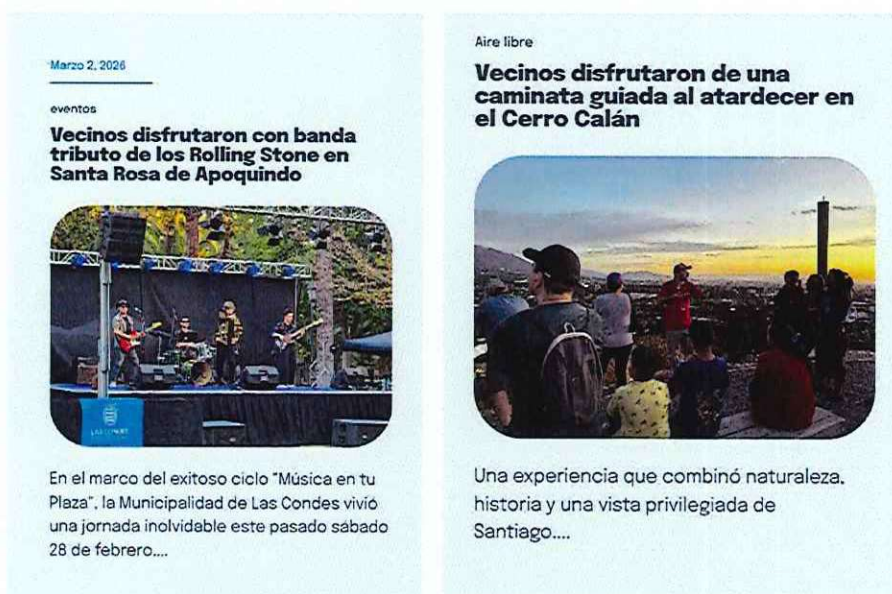 Marzo 2, 2026
eventos
Vecinos disfrutaron con banda
tributo de los Rolling Stone en
Santa Rosa de Apoquindo
LAS CONDES
En el marco del exitoso ciclo "Música en tu
Plaza", la Municipalidad de Las Condes vivió
una jornada inolvidable este pasado sábado
28 de febrero....
Aire libre
Vecinos disfrutaron de una
caminata guiada al atardecer en
el Cerro Calán
Una experiencia que combinó naturaleza,
historia y una vista privilegiada de
Santiago....